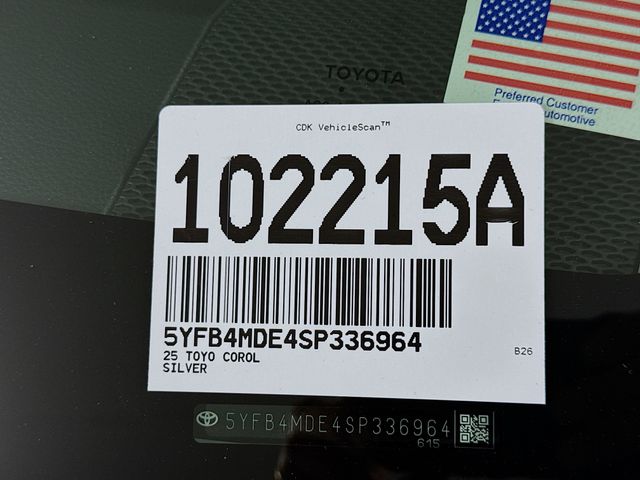 TOYOTA
Preferred Customer
Automotive
CDK VehicleScan™
102215A
5YFB4MDE4SP336964
25 TOYO COROL
SILVER
B26
5YFB4MDE4SP336964
615